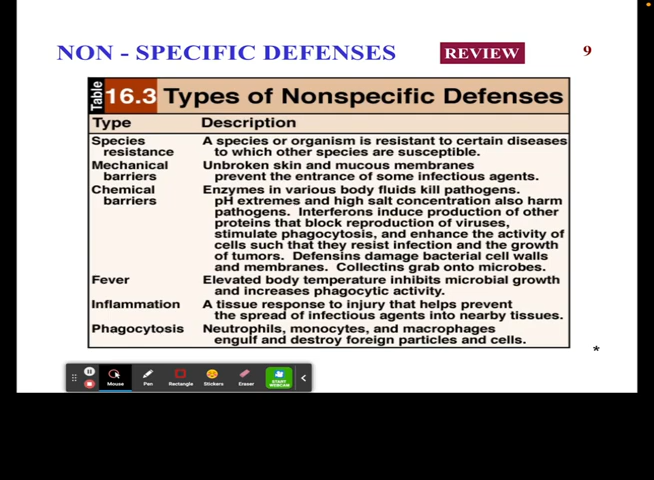 NON - SPECIFIC DEFENSES REVIEW 9
Table 16.3 Types of Nonspecific Defenses
Type Description
Species A species or organism is resistant to certain diseases
resistance to which other species are susceptible.
Mechanical Unbroken skin and mucous membranes
barriers prevent the entrance of some infectious agents.
Chemical Enzymes in various body fluids kill pathogens.
barriers pH extremes and high salt concentration also harm
pathogens. Interferons induce production of other
proteins that block reproduction of viruses,
stimulate phagocytosis, and enhance the activity of
cells such that they resist infection and the growth
of tumors. Defensins damage bacterial cell walls
and membranes. Collectins grab onto microbes.
Fever Elevated body temperature inhibits microbial growth
and increases phagocytic activity.
Inflammation A tissue response to injury that helps prevent
the spread of infectious agents into nearby tissues.
Phagocytosis Neutrophils, monocytes, and macrophages
engulf and destroy foreign particles and cells.
*
Mouse Pen Rectangle Stickers Eraser START
WEBCAM